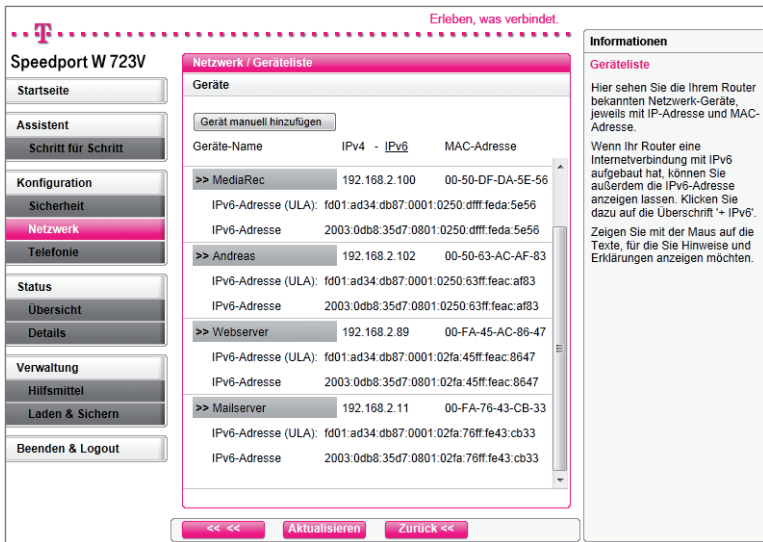 Erleben, was verbindet.
T
Speedport W 723V
Startseite
Assistent
Schritt für Schritt
Konfiguration
Sicherheit
Netzwerk
Telefonie
Status
Übersicht
Details
Verwaltung
Hilfsmittel
Laden & Sichern
Beenden & Logout
Netzwerk / Geräteliste
Geräte
Gerät manuell hinzufügen
Geräte-Name IPv4 - IPv6 MAC-Adresse
>> MediaRec 192.168.2.100 00-50-DF-DA-5E-56
IPv6-Adresse (ULA): fd01:ad34:db87:0001:0250:dfff:feda:5e56
IPv6-Adresse 2003:0db8:35d7:0801:0250:dfff:feda:5e56
>> Andreas 192.168.2.102 00-50-63-AC-AF-83
IPv6-Adresse (ULA): fd01:ad34:db87:0001:0250:63ff:feac:af83
IPv6-Adresse 2003:0db8:35d7:0801:0250:63ff:feac:af83
>> Webserver 192.168.2.89 00-FA-45-AC-86-47
IPv6-Adresse (ULA): fd01:ad34:db87:0001:02fa:45ff:feac:8647
IPv6-Adresse 2003:0db8:35d7:0801:02fa:45ff:feac:8647
>> Mailserver 192.168.2.11 00-FA-76-43-CB-33
IPv6-Adresse (ULA): fd01:ad34:db87:0001:02fa:76ff:fe43:cb33
IPv6-Adresse 2003:0db8:35d7:0801:02fa:76ff:fe43:cb33
<< << Aktualisieren Zurück <<
Informationen
Geräteliste
Hier sehen Sie die Ihrem Router
bekannten Netzwerk-Geräte,
jeweils mit IP-Adresse und MAC-
Adresse.
Wenn Ihr Router eine
Internetverbindung mit IPv6
aufgebaut hat, können Sie
außerdem die IPv6-Adresse
anzeigen lassen. Klicken Sie
dazu auf die Überschrift '+ IPv6'.
Zeigen Sie mit der Maus auf die
Texte, für die Sie Hinweise und
Erklärungen anzeigen möchten.